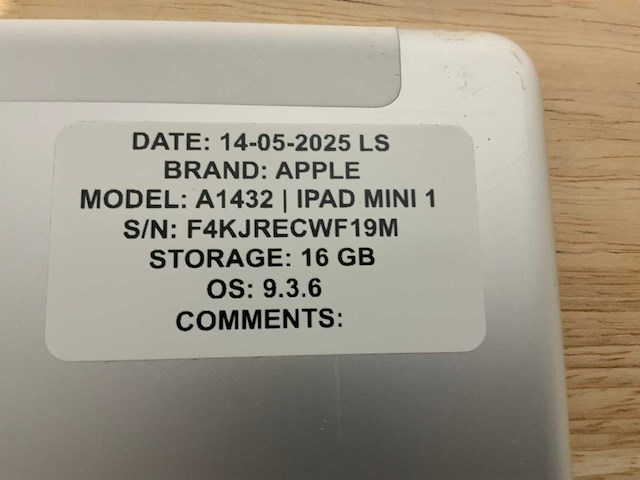 DATE: 14-05-2025 LS
BRAND: APPLE
MODEL: A1432 | IPAD MINI 1
S/N: F4KJRECWF19M
STORAGE: 16 GB
OS: 9.3.6
COMMENTS: